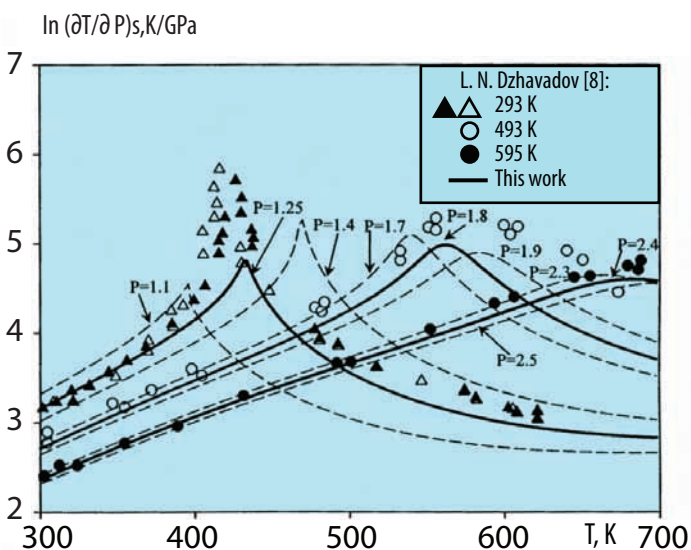 ln (∂T/∂ P)s,K/GPa
7
6
5
4
3
2
L. N. Dzhavadov [8]:
293 K
493 K
595 K
This work
P=1.1
P=1.25
P=1.4
P=1.7
P=1.8
P=1.9
P=2.3
P=2.4
P=2.5
300
400
500
600
T, K
700